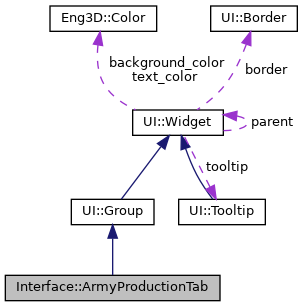 Eng3D::Color
UI::Border
background_color
text_color
border
UI::Widget
parent
tooltip
UI::Group
UI::Tooltip
Interface::ArmyProductionTab